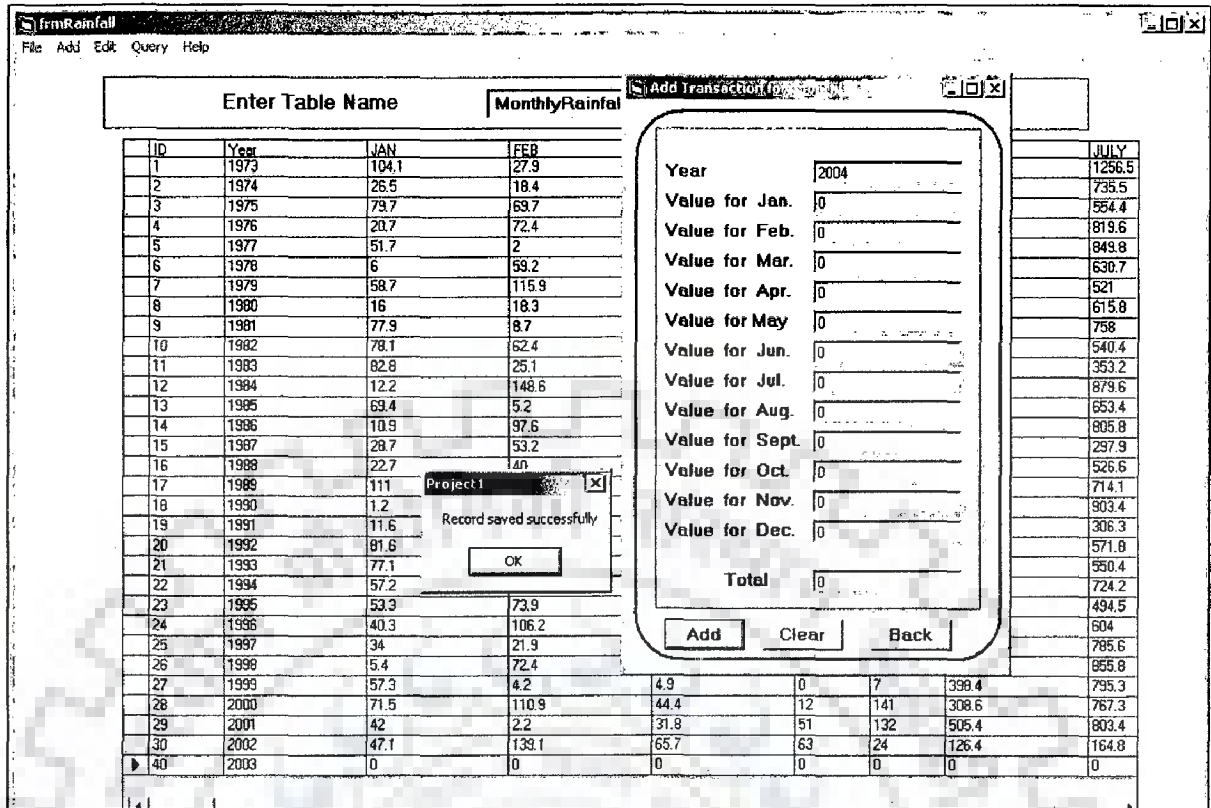 frmRainfall
File Add Edit Query Help
Enter Table Name MonthlyRainfal
Add Transaction for
ID Year JAN FEB JULY
1 1973 104.1 27.9 1256.5
2 1974 26.5 18.4 735.5
3 1975 79.7 69.7 554.4
4 1976 20.7 72.4 819.6
5 1977 51.7 2 849.8
6 1978 6 59.2 630.7
7 1979 58.7 115.9 521
8 1980 16 18.3 615.8
9 1981 77.9 8.7 758
10 1982 78.1 62.4 540.4
11 1983 82.8 25.1 353.2
12 1984 12.2 148.6 879.6
13 1985 69.4 5.2 653.4
14 1986 10.9 97.6 805.8
15 1987 28.7 53.2 297.9
16 1988 22.7 40 526.6
17 1989 111 714.1
18 1990 1.2 903.4
19 1991 11.6 306.3
20 1992 81.6 571.8
21 1993 77.1 550.4
22 1994 57.2 724.2
23 1995 53.3 73.9 494.5
24 1996 40.3 106.2 604
25 1997 34 21.9 785.6
26 1998 5.4 72.4 855.8
27 1999 57.3 4.2 4.9 0 7 398.4 795.3
28 2000 71.5 110.9 44.4 12 141 308.6 767.3
29 2001 42 2.2 31.8 51 132 505.4 803.4
30 2002 47.1 139.1 65.7 63 24 126.4 164.8
40 2003 0 0 0 0 0 0 0
Year 2004
Value for Jan. 0
Value for Feb. 0
Value for Mar. 0
Value for Apr. 0
Value for May 0
Value for Jun. 0
Value for Jul. 0
Value for Aug. 0
Value for Sept. 0
Value for Oct. 0
Value for Nov. 0
Value for Dec. 0
Total 0
Add Clear Back
Project1
Record saved successfully
OK